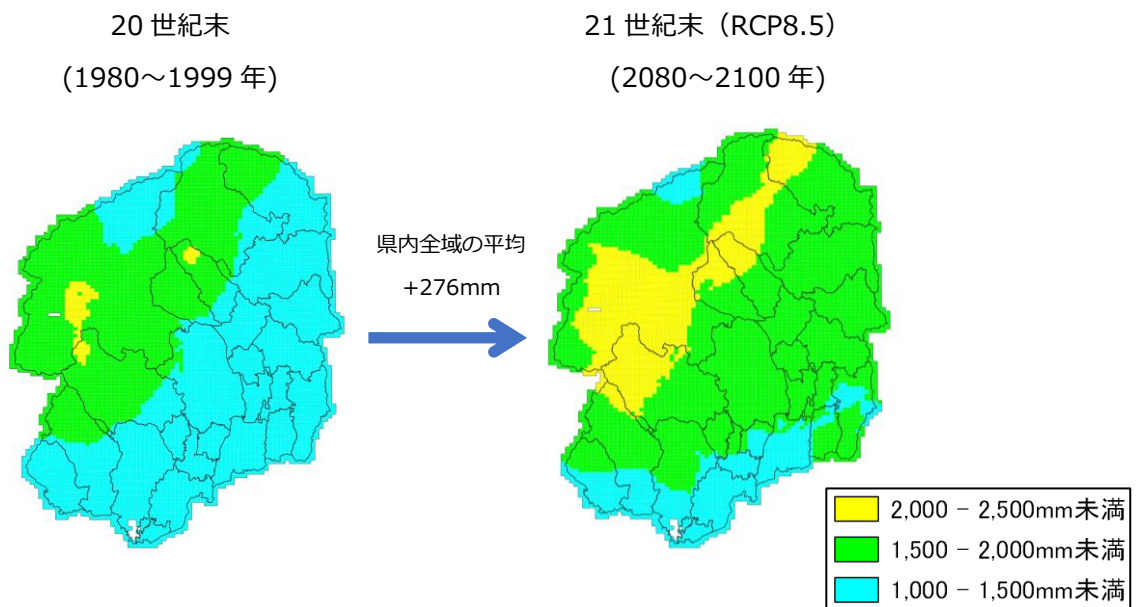 20 世紀末
(1980～1999 年)
21 世紀末（RCP8.5）
(2080～2100 年)
県内全域の平均
+276mm
2,000 － 2,500mm未満
1,500 － 2,000mm未満
1,000 － 1,500mm未満